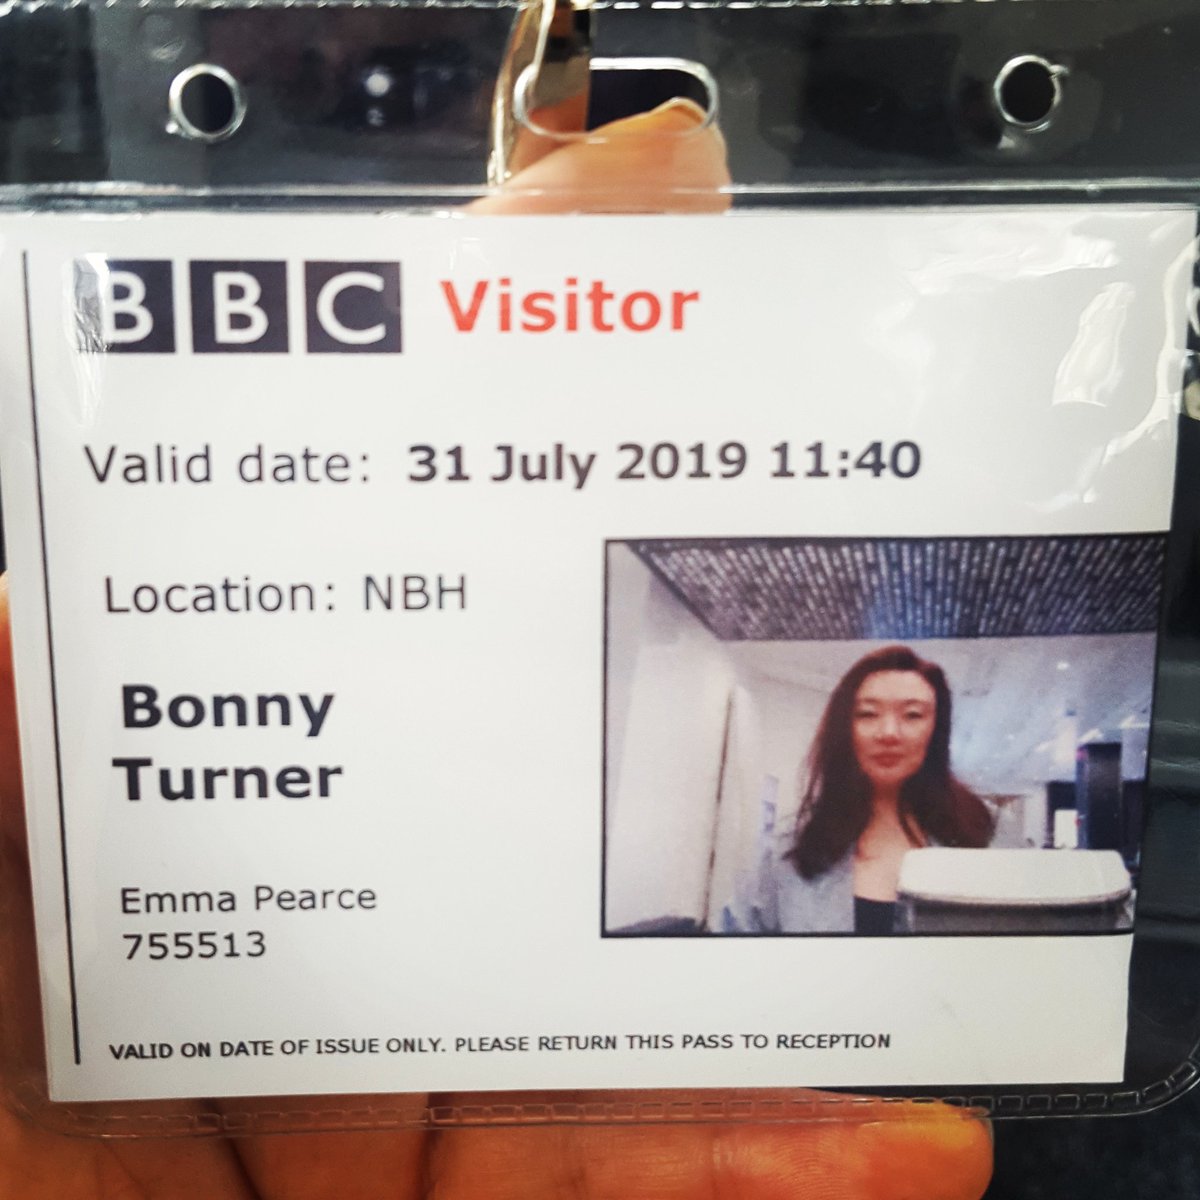 BBC Visitor
Valid date: 31 July 2019 11:40
Location: NBH
Bonny
Turner
Emma Pearce
755513
VALID ON DATE OF ISSUE ONLY. PLEASE RETURN THIS PASS TO RECEPTION